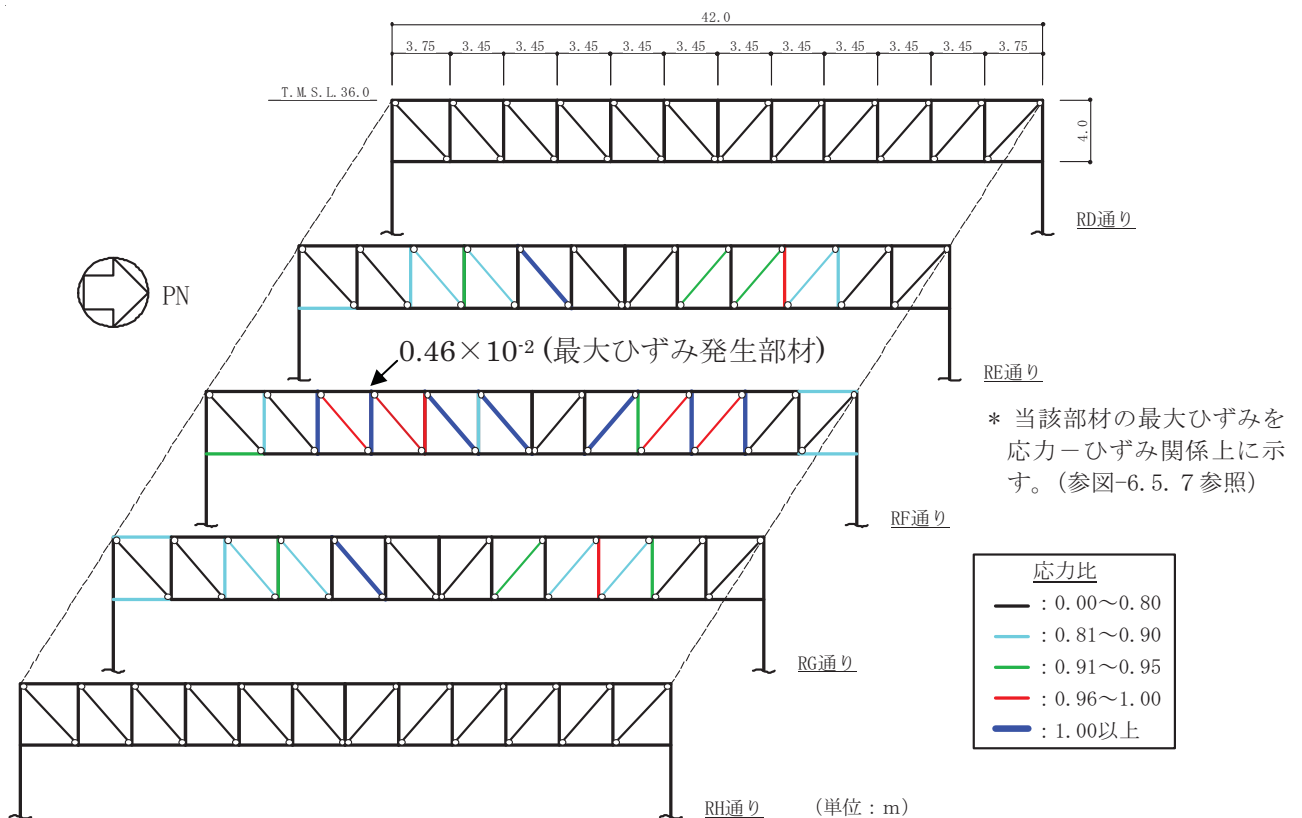 42.0
3.75 3.45 3.45 3.45 3.45 3.45 3.45 3.45 3.45 3.45 3.45 3.75
T.M.S.L.36.0
4.0
RD通り
PN
0.46×10⁻² (最大ひずみ発生部材)
RE通り
* 当該部材の最大ひずみを
応力－ひずみ関係上に示
す。(参図-6.5.7参照)
RF通り
応力比
: 0.00～0.80
: 0.81～0.90
: 0.91～0.95
: 0.96～1.00
: 1.00以上
RG通り
RH通り (単位：m)